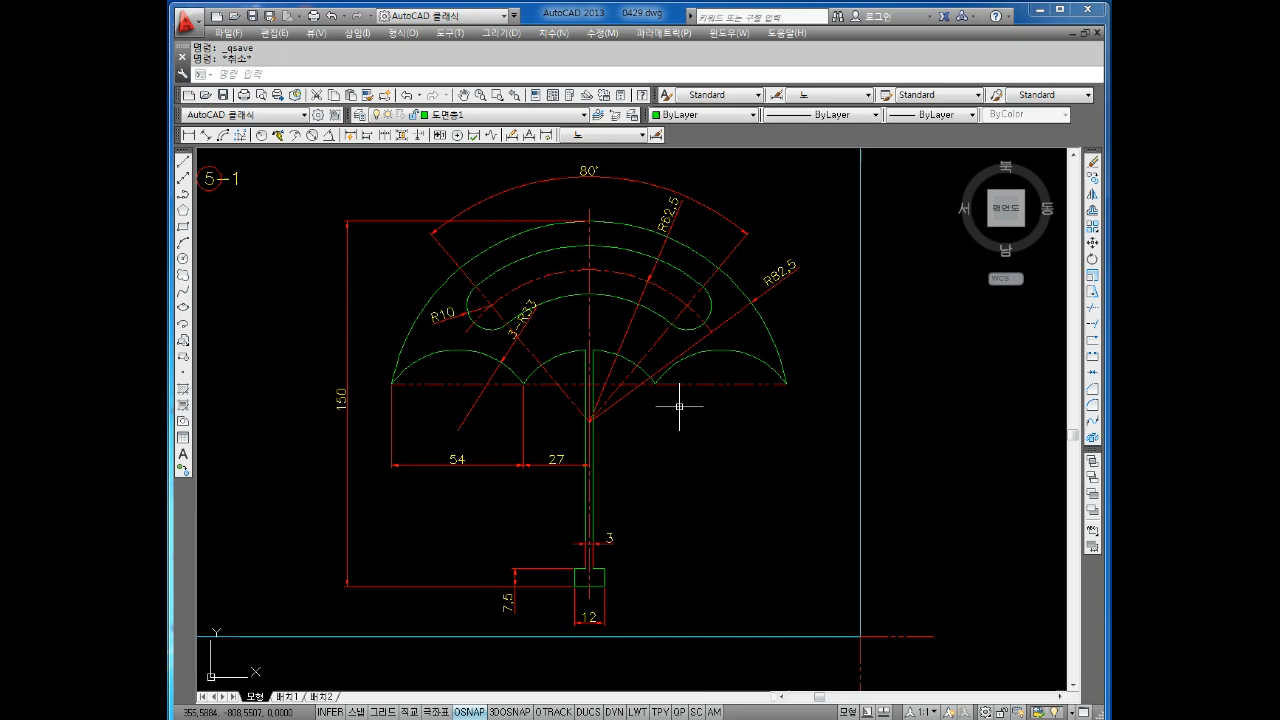 AutoCAD 클래식
AutoCAD 2013 0429.dwg
키워드 또는 구 입력
로그인
파일(F) 편집(E) 뷰(V) 삽입(I) 형식(O) 도구(T) 그리기(D) 치수(N) 수정(M) 파라메트릭(P) 윈도우(W) 도움말(H)
명령: _qsave
명령: *취소*
명령 입력
Standard 노 Standard Standard
AutoCAD 클래식 도면층1 ByLayer ByLayer ByLayer ByColor
노
5-1
80°
R62,5
R82,5
R10
3-R33
150
54
27
3
7,5
12
북
서 평면도 동
남
WCS
Y
X
모형 배치1 배치2
355,5884, -808,5507, 0,0000 INFER 스냅 그리드 직교 극좌표 OSNAP 3DOSNAP OTRACK DUCS DYN LWT TPY QP SC AM 모형 1:1